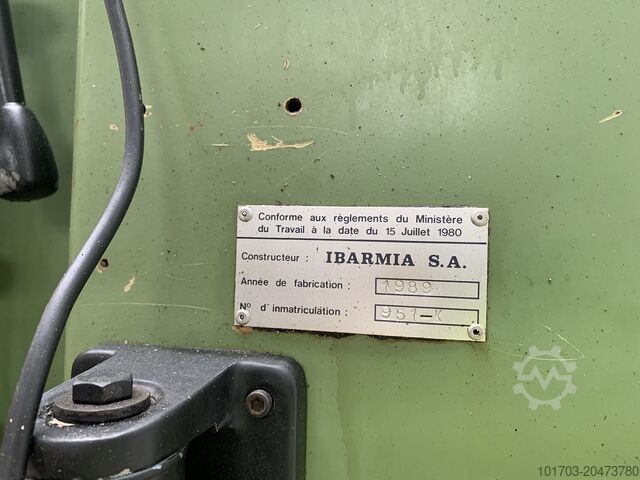 Conforme aux règlements du Ministère
du Travail à la date du 15 Juillet 1980
Constructeur : IBARMIA S.A.
Année de fabrication : 1989
Nº d'inmatriculation : 951-K
101703-20473780